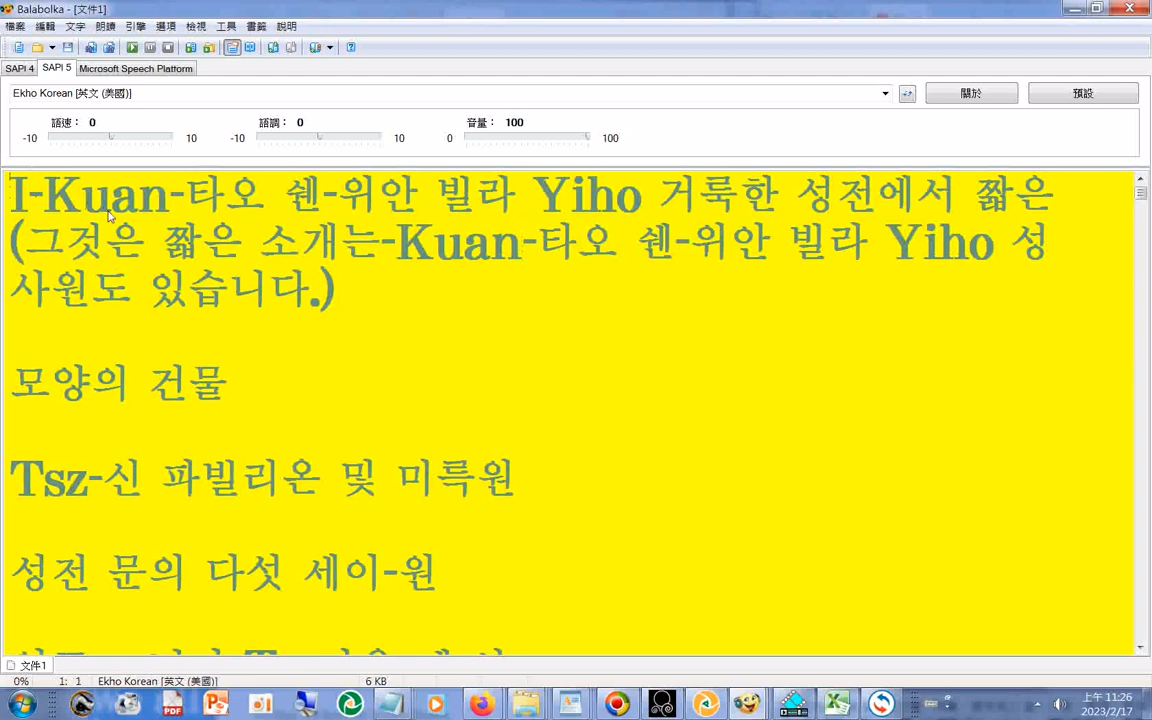 Balabolka - [文件1]
檔案 編輯 文字 朗讀 引擎 選項 檢視 工具 書籤 說明
SAPI 4 SAPI 5 Microsoft Speech Platform
Ekho Korean [英文 (美國)]
關於 預設
語速： 0 語調： 0 音量： 100
-10 10 -10 10 0 100
I-Kuan-타오 쉔-위안 빌라 Yiho 거룩한 성전에서 짧은
(그것은 짧은 소개는-Kuan-타오 쉔-위안 빌라 Yiho 성
사원도 있습니다.)
모양의 건물
Tsz-신 파빌리온 및 미륵원
성전 문의 다섯 세이-원
文件1
0% 1: 1 Ekho Korean [英文 (美國)] 6 KB
上午 11:26
2023/2/17